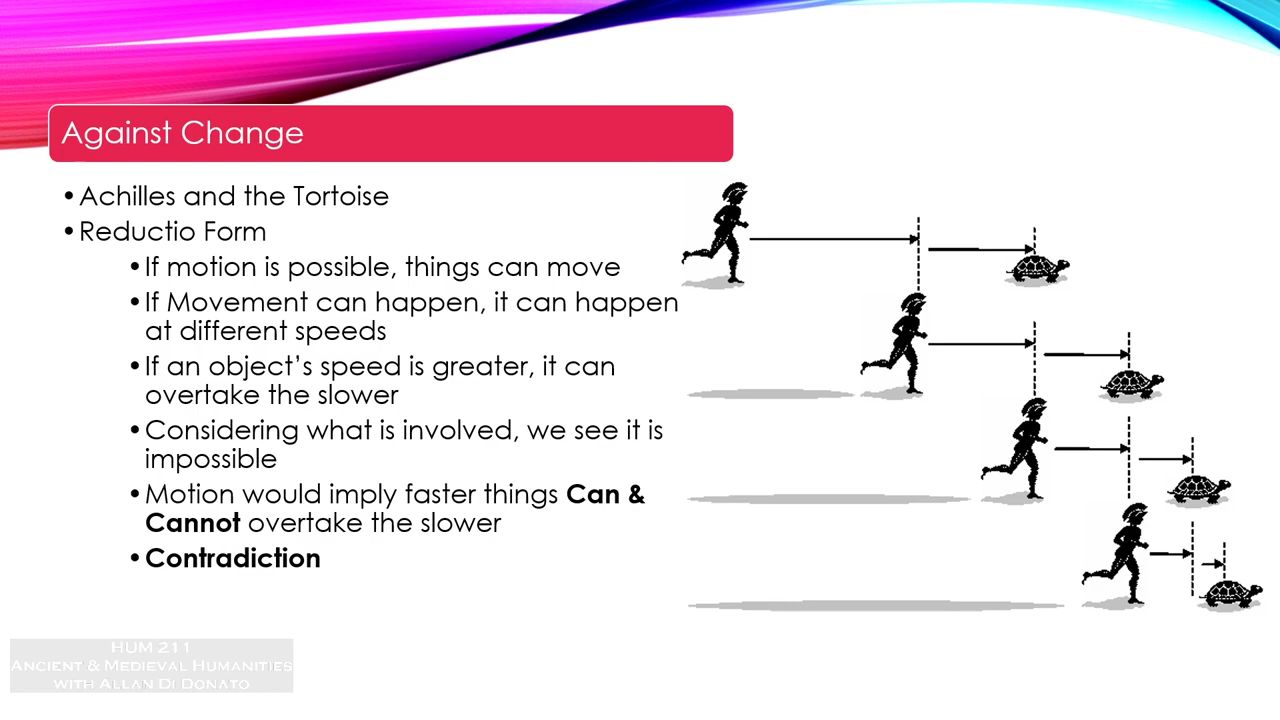 Against Change
•Achilles and the Tortoise
•Reductio Form
•If motion is possible, things can move
•If Movement can happen, it can happen
at different speeds
•If an object’s speed is greater, it can
overtake the slower
•Considering what is involved, we see it is
impossible
•Motion would imply faster things Can &
Cannot overtake the slower
•Contradiction
HUM 211
Ancient & Medieval Humanities
with Allan Di Donato